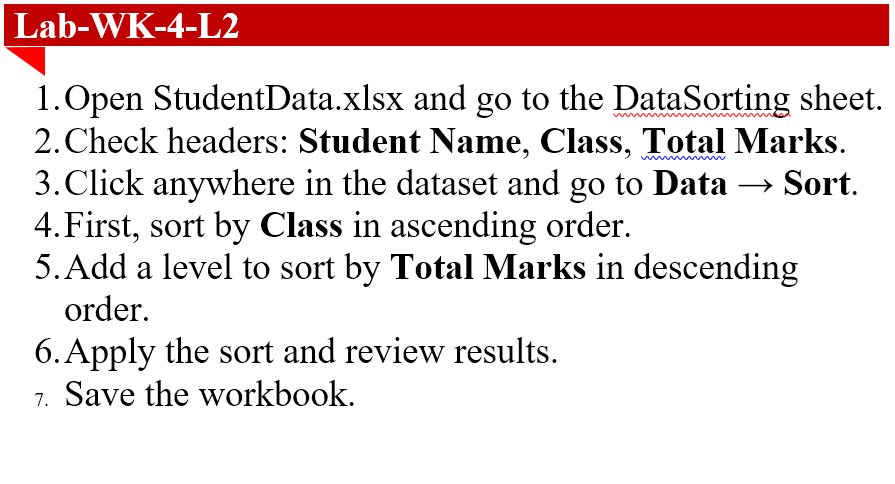 Lab-WK-4-L2
1. Open StudentData.xlsx and go to the DataSorting sheet.
2. Check headers: Student Name, Class, Total Marks.
3. Click anywhere in the dataset and go to Data → Sort.
4. First, sort by Class in ascending order.
5. Add a level to sort by Total Marks in descending
order.
6. Apply the sort and review results.
7. Save the workbook.